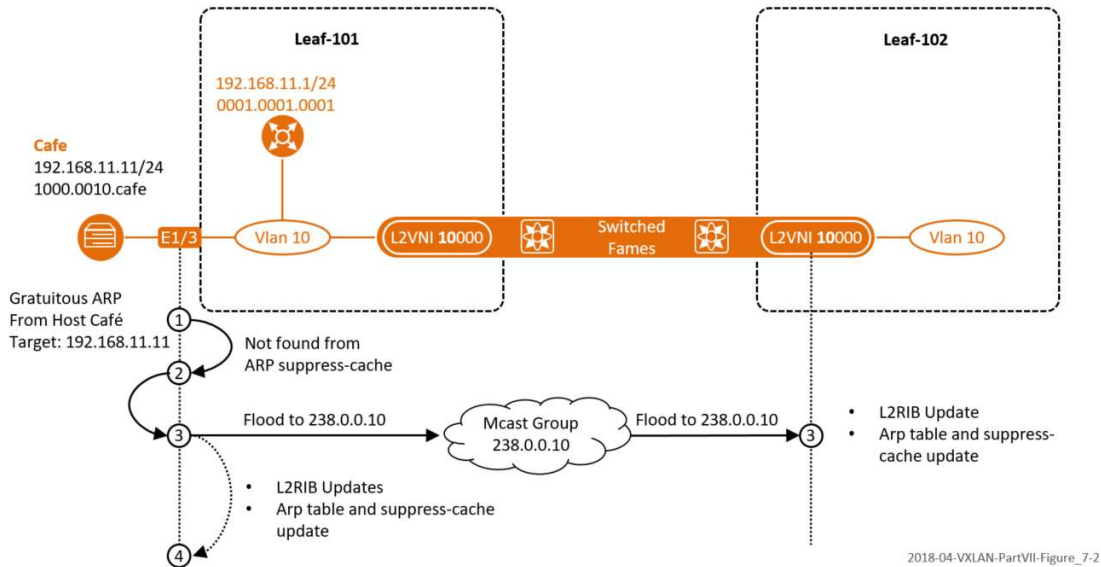 Leaf-101
Leaf-102
192.168.11.1/24
0001.0001.0001
Cafe
192.168.11.11/24
1000.0010.cafe
E1/3
Vlan 10
L2VNI 10000
Switched
Fames
L2VNI 10000
Vlan 10
Gratuitous ARP
From Host Café
Target: 192.168.11.11
1
Not found from
ARP suppress-cache
2
3
Flood to 238.0.0.10
Mcast Group
238.0.0.10
Flood to 238.0.0.10
3
• L2RIB Update
• Arp table and suppress-
cache update
• L2RIB Updates
• Arp table and suppress-cache
update
4
2018-04-VXLAN-PartVII-Figure_7-2